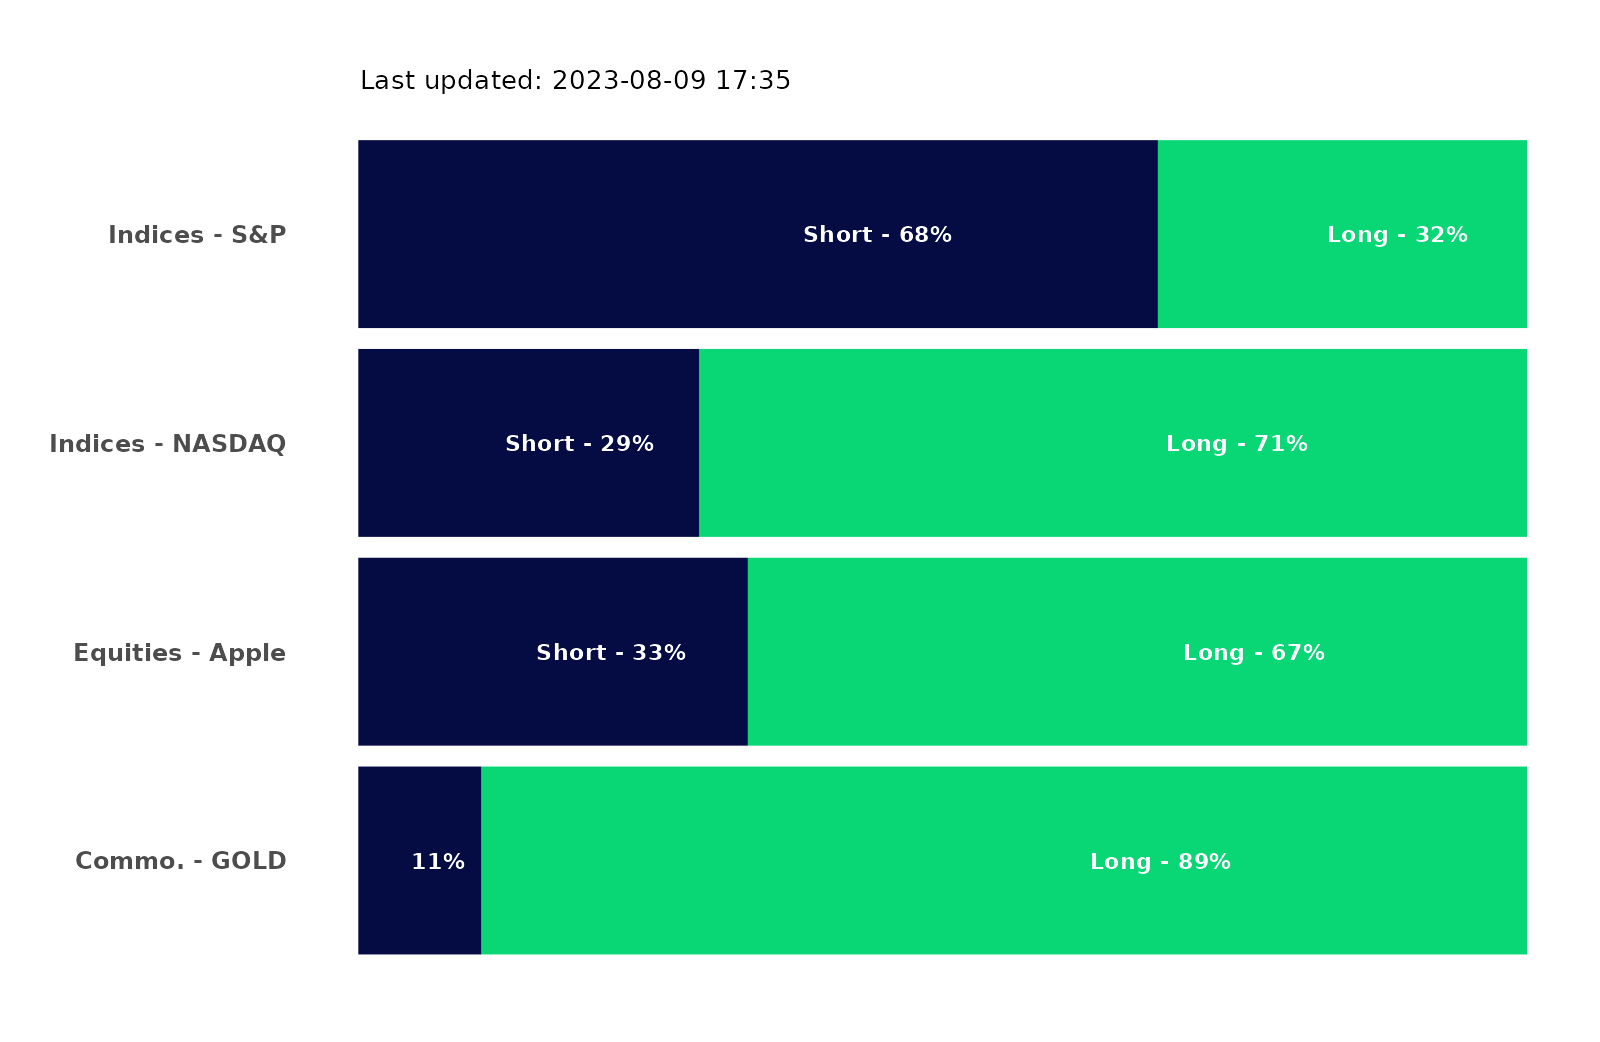 Last updated: 2023-08-09 17:35
Indices - S&P Short - 68% Long - 32%
Indices - NASDAQ Short - 29% Long - 71%
Equities - Apple Short - 33% Long - 67%
Commo. - GOLD 11% Long - 89%